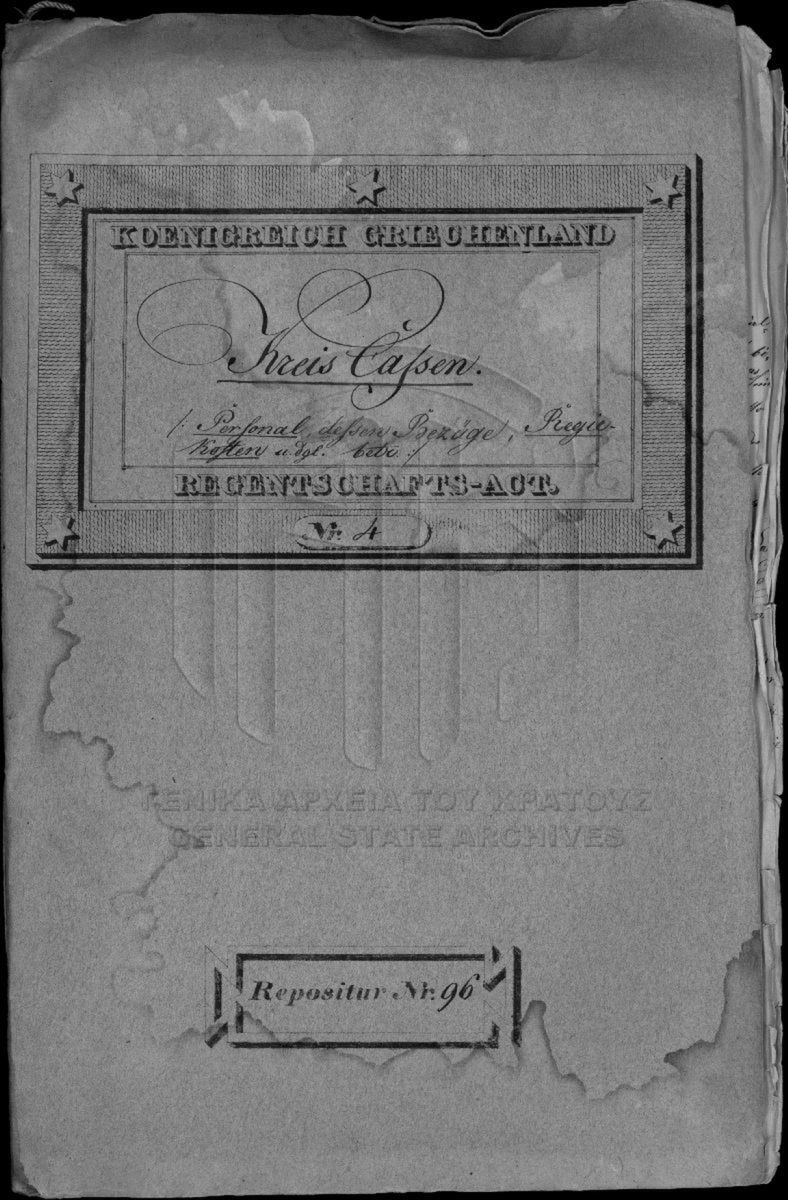 KOENIGREICH GRIECHENLAND
Kreis Caſsen.
/: Perſonal, deſsen Bezüge, Regie-
Koſten u. dgl. betr. :/
REGENTSCHAFTS-ACT.
Nr. 4
ΓΕΝΙΚΑ ΑΡΧΕΙΑ ΤΟΥ ΚΡΑΤΟΥΣ
GENERAL STATE ARCHIVES
Repositur Nr. 96